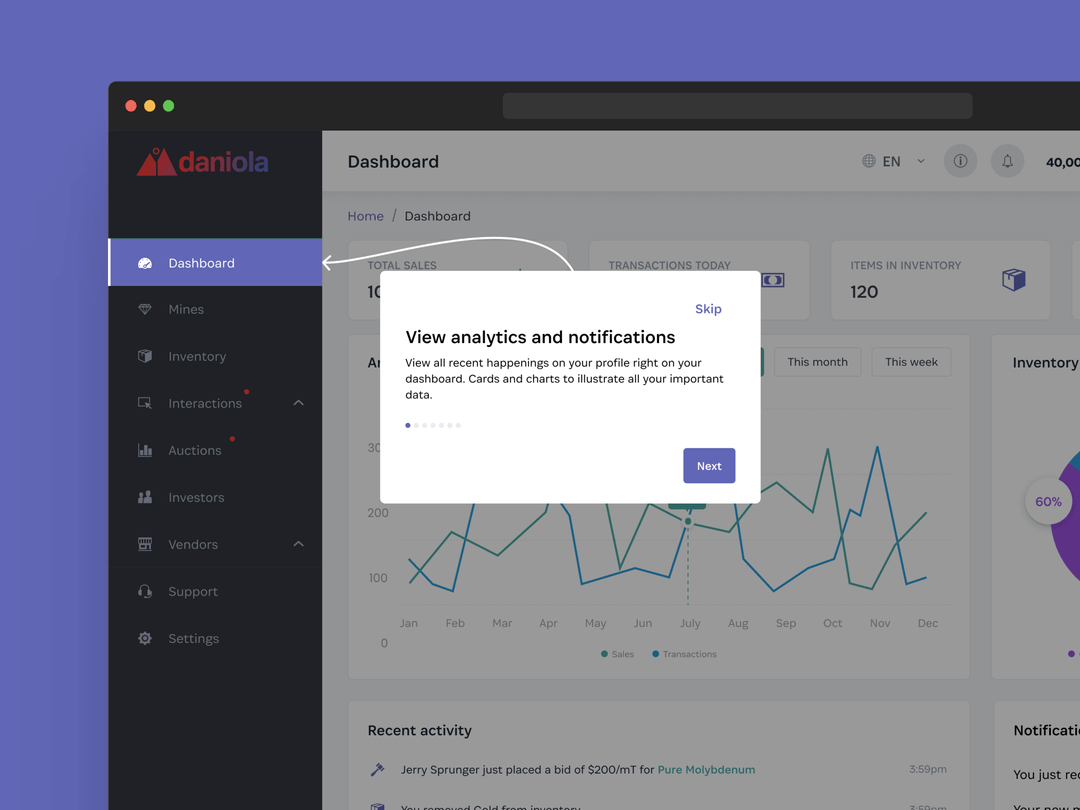 daniola
Dashboard
EN
40,00
Home / Dashboard
Dashboard
Mines
Inventory
Interactions
Auctions
Investors
Vendors
Support
Settings
TOTAL SALES
10
TRANSACTIONS TODAY
ITEMS IN INVENTORY
120
Skip
View analytics and notifications
View all recent happenings on your profile right on your
dashboard. Cards and charts to illustrate all your important
data.
Next
An
This month
This week
30
200
100
0
Jan Feb Mar Apr May Jun July Aug Sep Oct Nov Dec
Sales Transactions
Inventory
60%
Recent activity
Jerry Sprunger just placed a bid of $200/mT for Pure Molybdenum 3:59pm
You removed Gold from inventory 3:59pm
Notificati
You just rec
Your new m